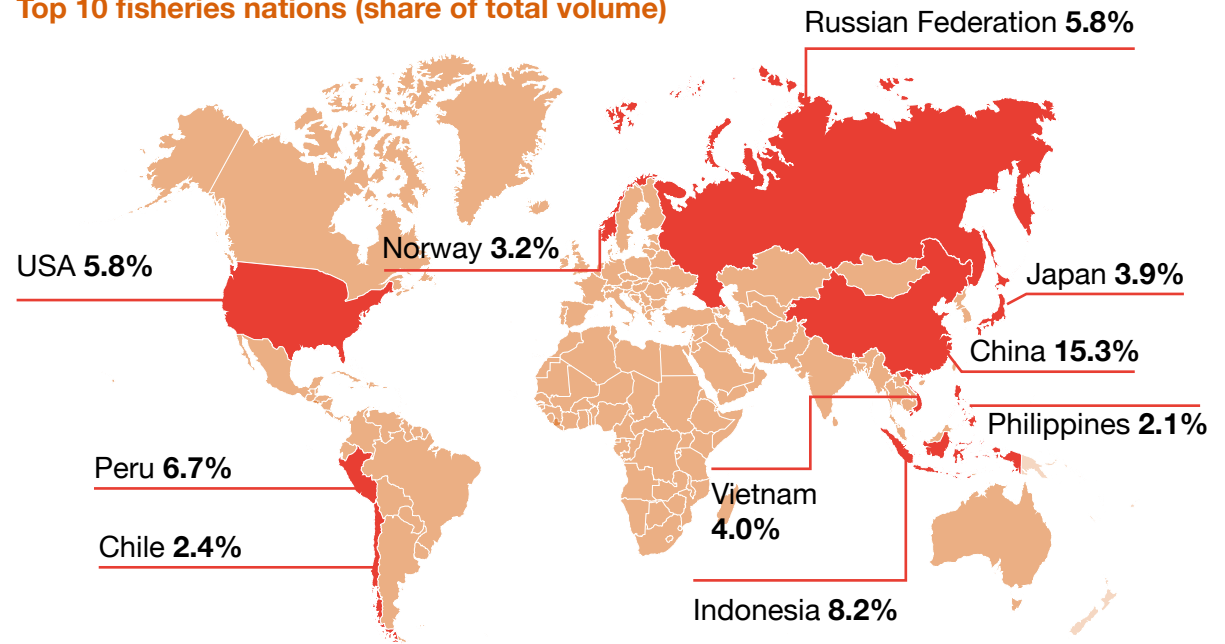 Top 10 fisheries nations (share of total volume)
Russian Federation 5.8%
Norway 3.2%
USA 5.8%
Japan 3.9%
China 15.3%
Philippines 2.1%
Peru 6.7%
Vietnam
4.0%
Chile 2.4%
Indonesia 8.2%